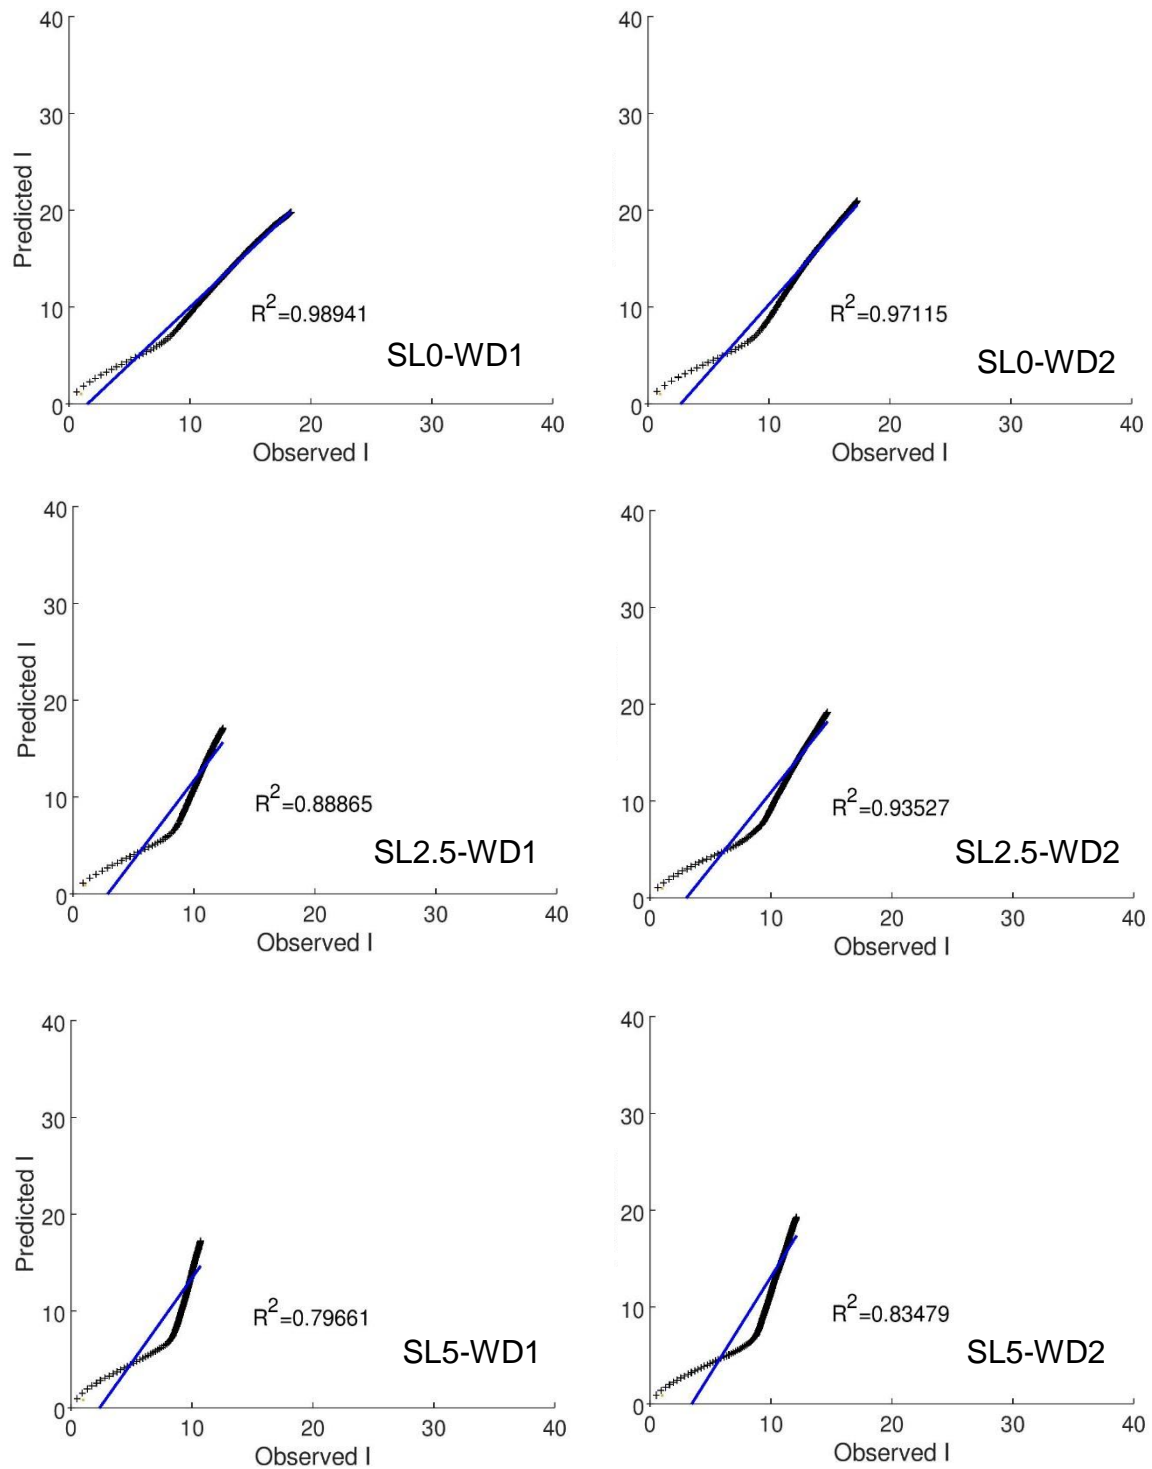 40
30
20
10
0
Predicted I
0 10 20 30 40
Observed I
R2=0.98941
SL0-WD1
40
30
20
10
0
0 10 20 30 40
Observed I
R2=0.97115
SL0-WD2
40
30
20
10
0
Predicted I
0 10 20 30 40
Observed I
R2=0.88865
SL2.5-WD1
40
30
20
10
0
0 10 20 30 40
Observed I
R2=0.93527
SL2.5-WD2
40
30
20
10
0
Predicted I
0 10 20 30 40
Observed I
R2=0.79661
SL5-WD1
40
30
20
10
0
0 10 20 30 40
Observed I
R2=0.83479
SL5-WD2